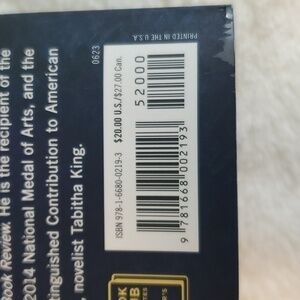 Book Review. He is the recipient of the
2014 National Medal of Arts, and the
tinguished Contribution to American
, novelist Tabitha King.
0623
PRINTED IN THE U.S.A.
52000
$20.00 U.S./$27.00 Can.
ISBN 978-1-6680-0219-3
9 781668 002193